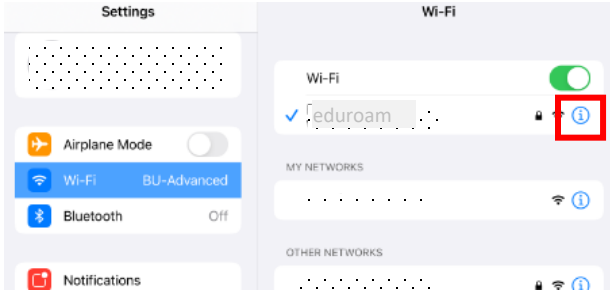 Settings
Airplane Mode
Wi-Fi BU-Advanced
Bluetooth Off
Notifications
Wi-Fi
Wi-Fi
eduroam
MY NETWORKS
OTHER NETWORKS